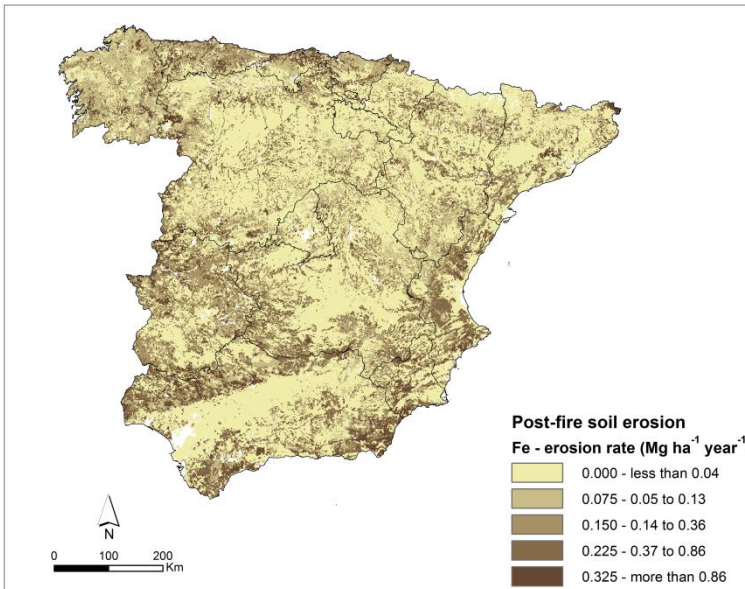 Post-fire soil erosion
Fe - erosion rate (Mg ha⁻¹ year⁻¹
0.000 - less than 0.04
0.075 - 0.05 to 0.13
0.150 - 0.14 to 0.36
0.225 - 0.37 to 0.86
0.325 - more than 0.86
N
0 100 200
Km